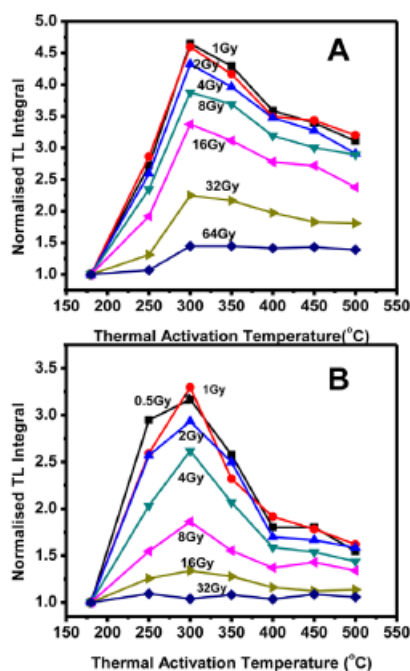 A
5.0
4.5
4.0
3.5
3.0
2.5
2.0
1.5
1.0
Normalised TL Integral
1Gy
2Gy
4Gy
8Gy
16Gy
32Gy
64Gy
150 200 250 300 350 400 450 500 550
Thermal Activation Temperature(°C)
B
3.5
3.0
2.5
2.0
1.5
1.0
Normalised TL Integral
0.5Gy
1Gy
2Gy
4Gy
8Gy
16Gy
32Gy
150 200 250 300 350 400 450 500 550
Thermal Activation Temperature (°C)